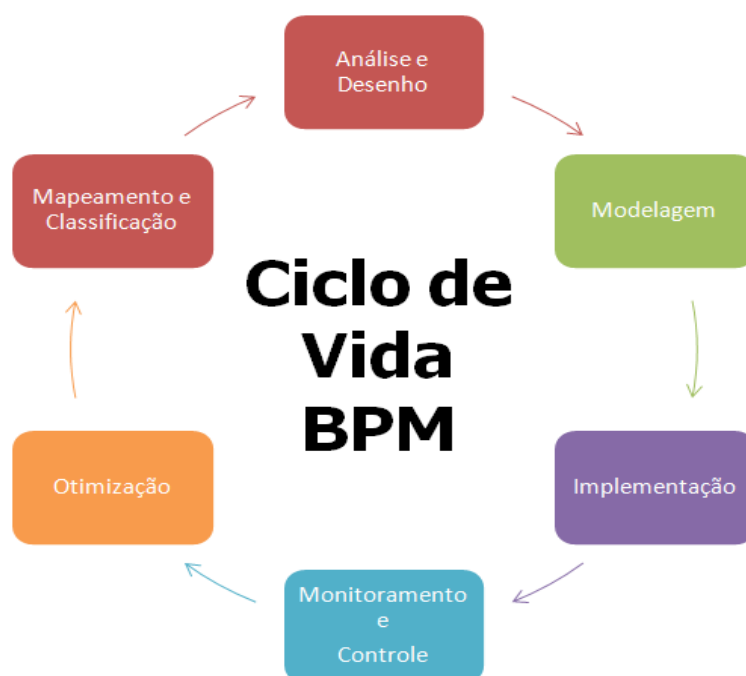 Análise e
Desenho
Modelagem
Implementação
Monitoramento
e
Controle
Otimização
Mapeamento e
Classificação
Ciclo de
Vida
BPM